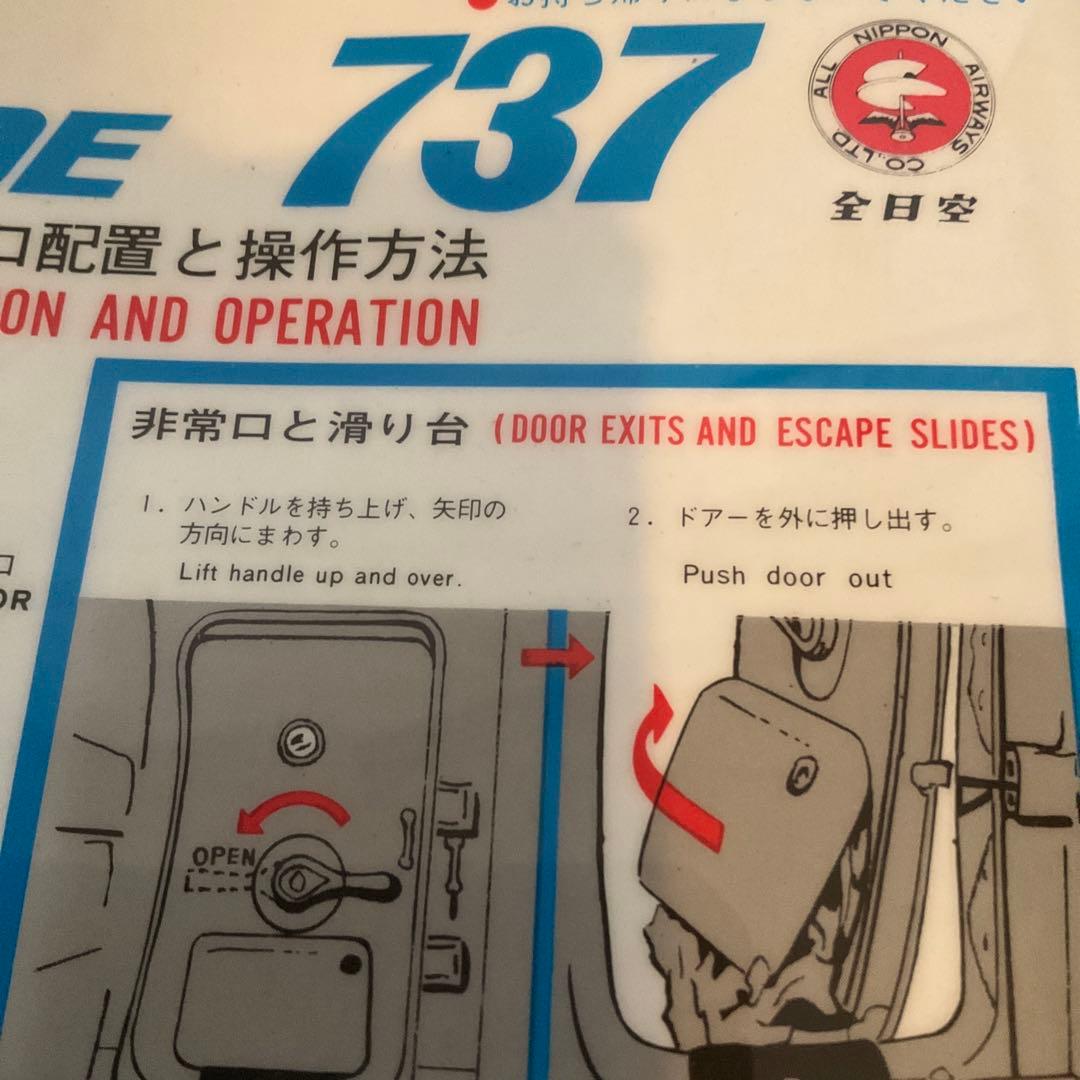 737
ALL NIPPON AIRWAYS CO.,LTD
全日空
口配置と操作方法
ON AND OPERATION
非常口と滑り台 (DOOR EXITS AND ESCAPE SLIDES)
1. ハンドルを持ち上げ、矢印の
方向にまわす。
Lift handle up and over.
2. ドアーを外に押し出す。
Push door out
OPEN